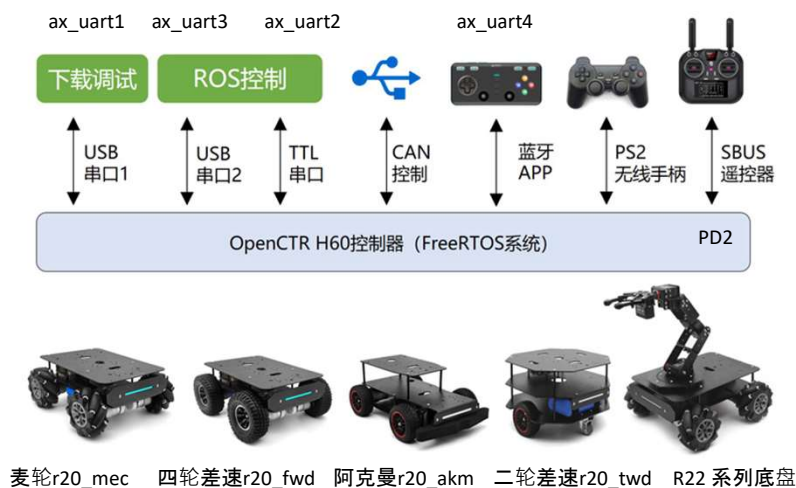 ax_uart1 ax_uart3 ax_uart2 ax_uart4
下载调试 ROS控制
USB 串口1
USB 串口2
TTL 串口
CAN 控制
蓝牙 APP
PS2 无线手柄
SBUS 遥控器
OpenCTR H60控制器（FreeRTOS系统） PD2
麦轮r20_mec 四轮差速r20_fwd 阿克曼r20_akm 二轮差速r20_twd R22 系列底盘